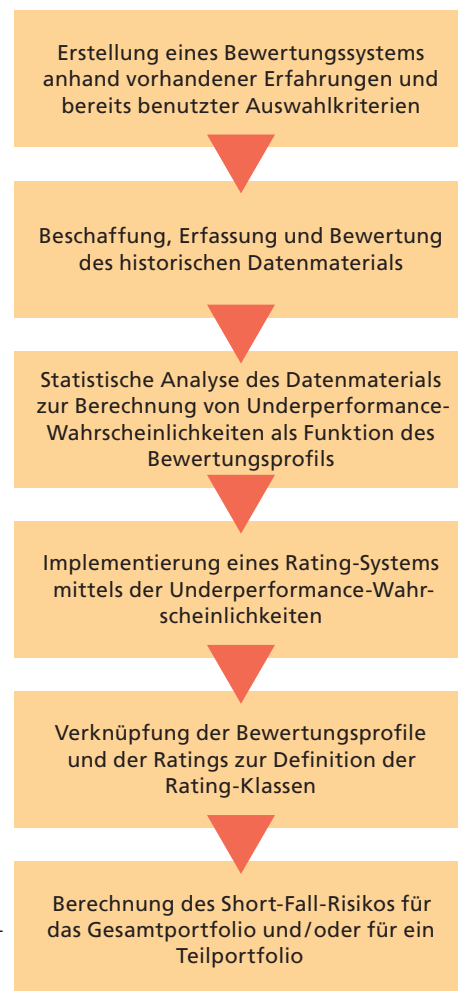 Erstellung eines Bewertungssystems
anhand vorhandener Erfahrungen und
bereits benutzter Auswahlkriterien
Beschaffung, Erfassung und Bewertung
des historischen Datenmaterials
Statistische Analyse des Datenmaterials
zur Berechnung von Underperformance-
Wahrscheinlichkeiten als Funktion des
Bewertungsprofils
Implementierung eines Rating-Systems
mittels der Underperformance-Wahr-
scheinlichkeiten
Verknüpfung der Bewertungsprofile
und der Ratings zur Definition der
Rating-Klassen
Berechnung des Short-Fall-Risikos für
das Gesamtportfolio und/oder für ein
Teilportfolio